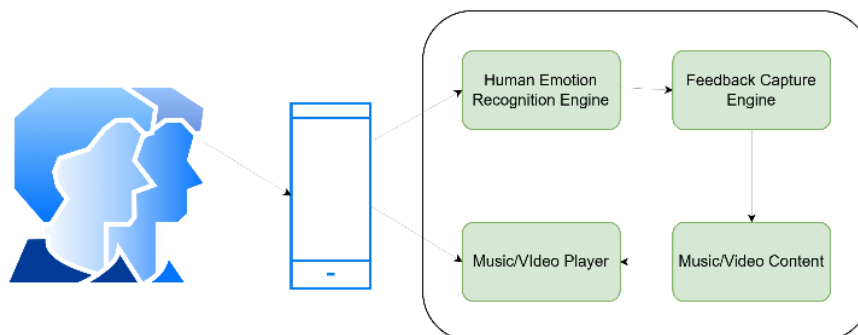 Human Emotion
Recognition Engine
Feedback Capture
Engine
Music/VIdeo Player
Music/Video Content